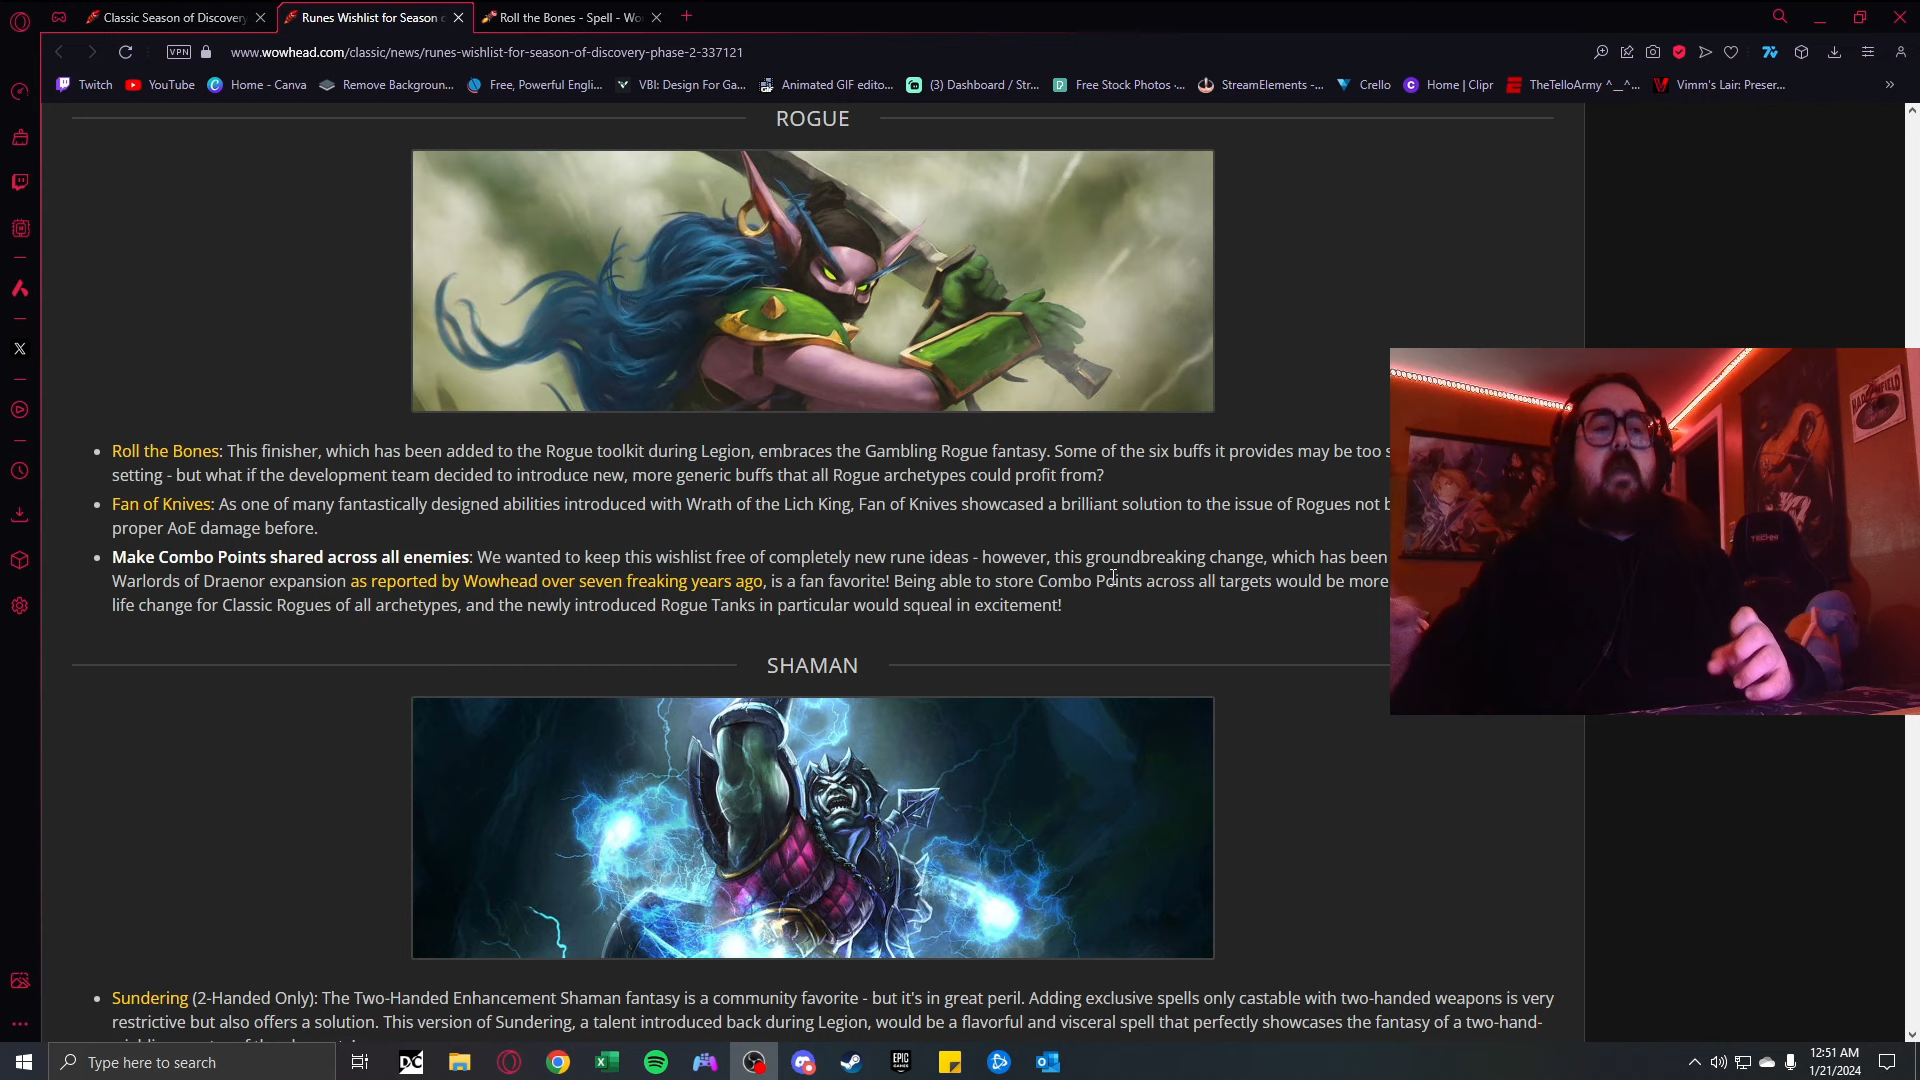 Classic Season of Discovery
Runes Wishlist for Season o
Roll the Bones - Spell - Wo
VPN
www.wowhead.com/classic/news/runes-wishlist-for-season-of-discovery-phase-2-337121
Twitch
YouTube
Home - Canva
Remove Backgroun...
Free, Powerful Engli...
VBI: Design For Ga...
Animated GIF edito...
(3) Dashboard / Str...
Free Stock Photos ·...
StreamElements -...
Crello
Home | Clipr
TheTelloArmy ^__^...
Vimm's Lair: Preser...
ROGUE
Roll the Bones: This finisher, which has been added to the Rogue toolkit during Legion, embraces the Gambling Rogue fantasy. Some of the six buffs it provides may be too s
setting - but what if the development team decided to introduce new, more generic buffs that all Rogue archetypes could profit from?
Fan of Knives: As one of many fantastically designed abilities introduced with Wrath of the Lich King, Fan of Knives showcased a brilliant solution to the issue of Rogues not b
proper AoE damage before.
Make Combo Points shared across all enemies: We wanted to keep this wishlist free of completely new rune ideas - however, this groundbreaking change, which has been
Warlords of Draenor expansion as reported by Wowhead over seven freaking years ago, is a fan favorite! Being able to store Combo Points across all targets would be more
life change for Classic Rogues of all archetypes, and the newly introduced Rogue Tanks in particular would squeal in excitement!
SHAMAN
Sundering (2-Handed Only): The Two-Handed Enhancement Shaman fantasy is a community favorite - but it's in great peril. Adding exclusive spells only castable with two-handed weapons is very
restrictive but also offers a solution. This version of Sundering, a talent introduced back during Legion, would be a flavorful and visceral spell that perfectly showcases the fantasy of a two-hand-
Type here to search
DC
EPIC
GAMES
12:51 AM
1/21/2024